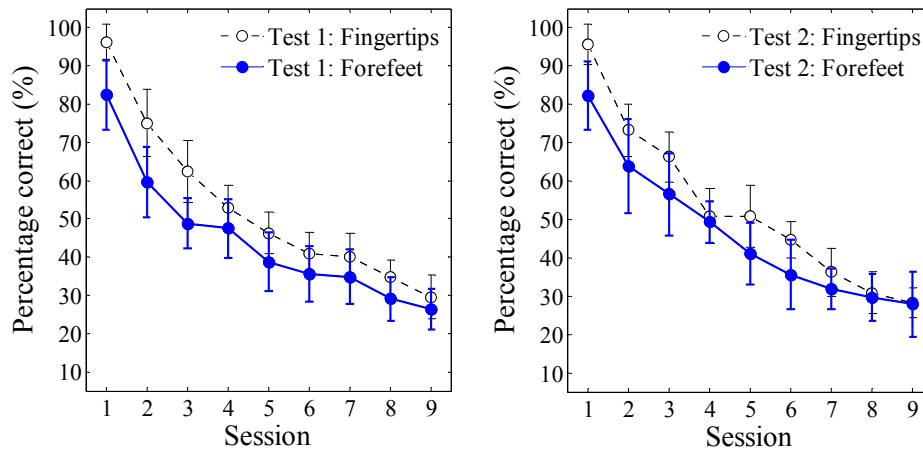 Percentage correct (%)
100
90
80
70
60
50
40
30
20
10
Test 1: Fingertips
Test 1: Forefeet
1 2 3 4 5 6 7 8 9
Session
Percentage correct (%)
100
90
80
70
60
50
40
30
20
10
Test 2: Fingertips
Test 2: Forefeet
1 2 3 4 5 6 7 8 9
Session